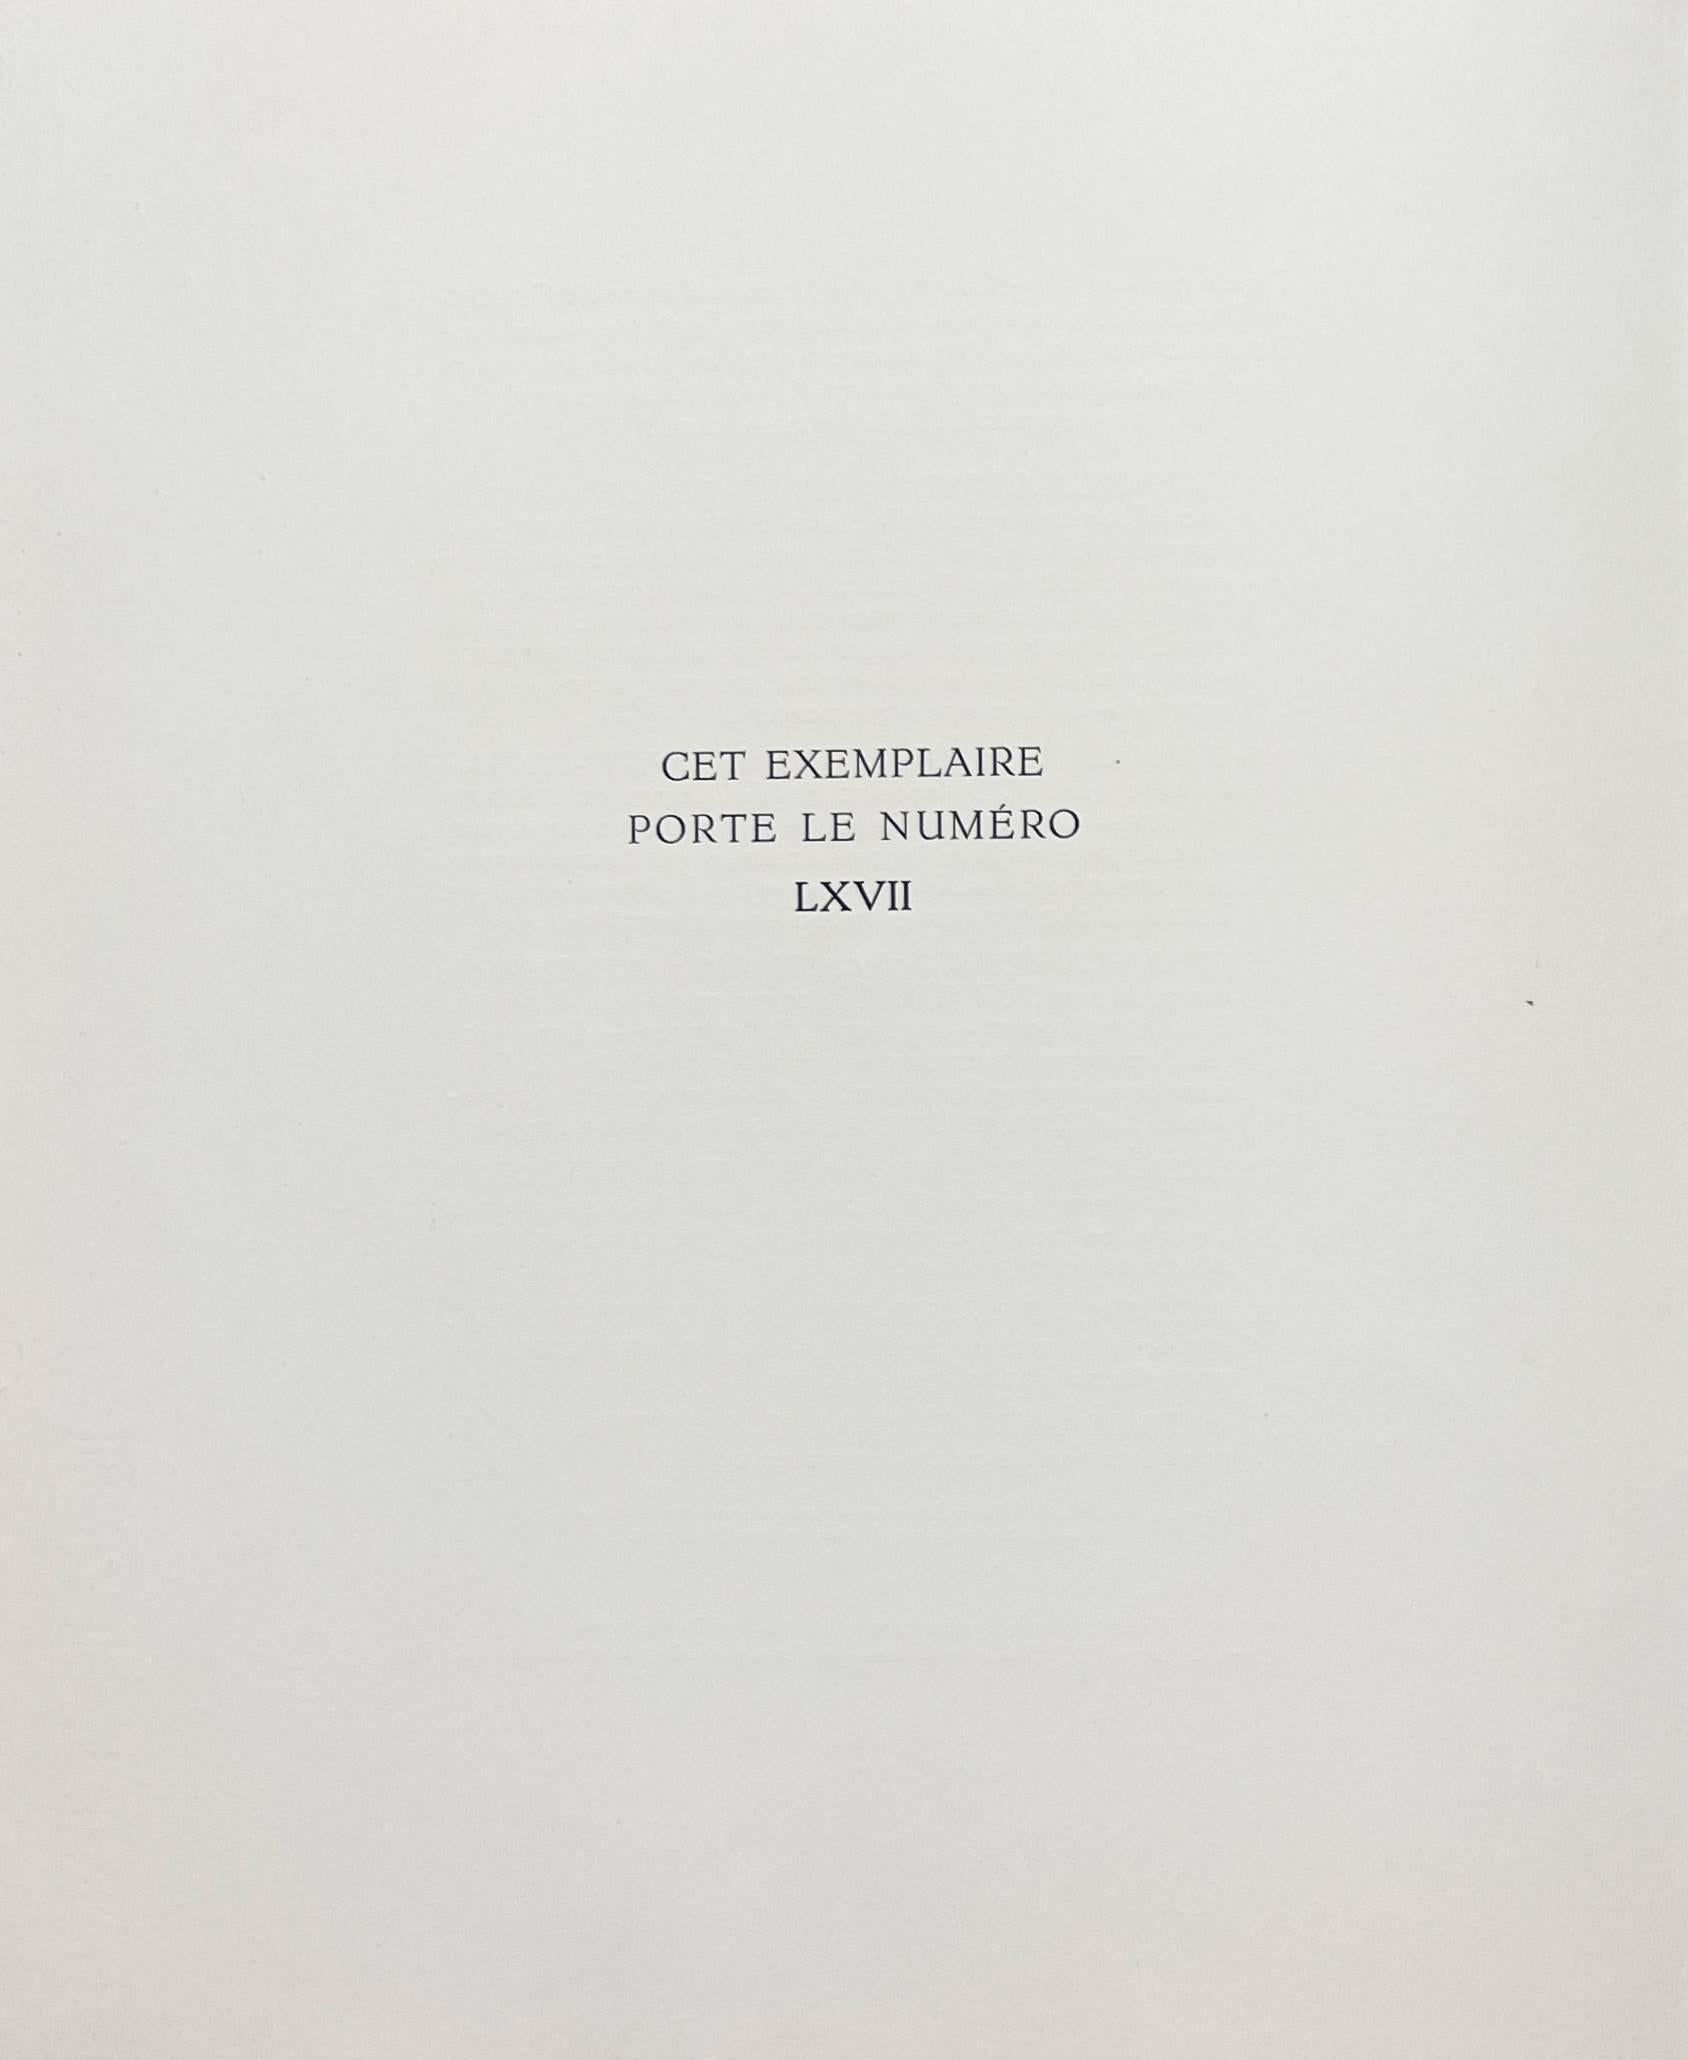 CET EXEMPLAIRE
PORTE LE NUMÉRO
LXVII